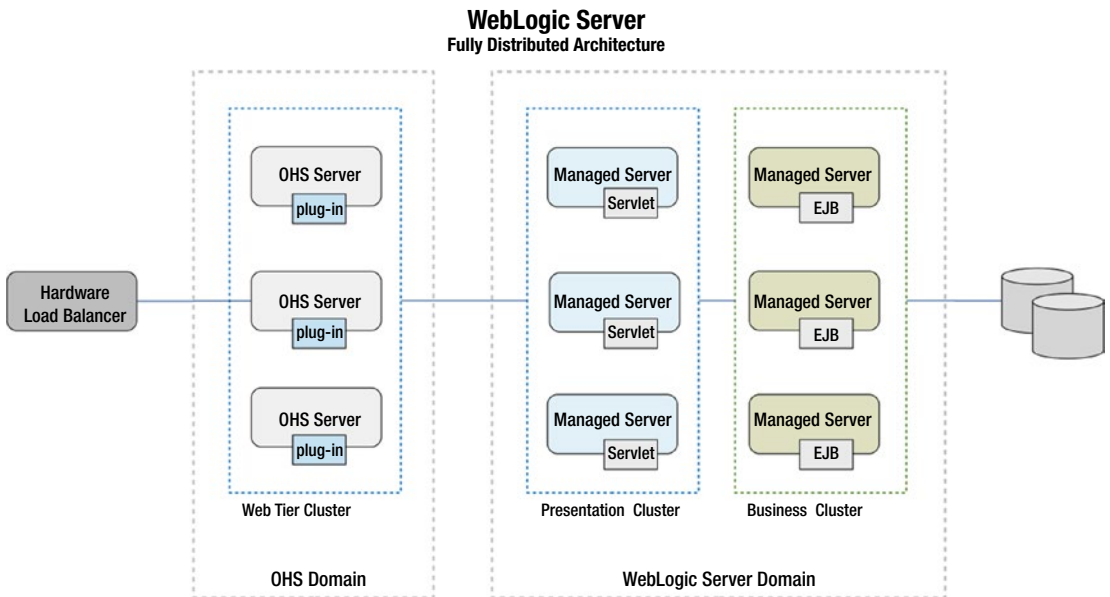 WebLogic Server
Fully Distributed Architecture
OHS Server
plug-in
OHS Server
plug-in
OHS Server
plug-in
Web Tier Cluster
OHS Domain
Hardware
Load Balancer
Managed Server
Servlet
Managed Server
Servlet
Managed Server
Servlet
Presentation Cluster
Managed Server
EJB
Managed Server
EJB
Managed Server
EJB
Business Cluster
WebLogic Server Domain